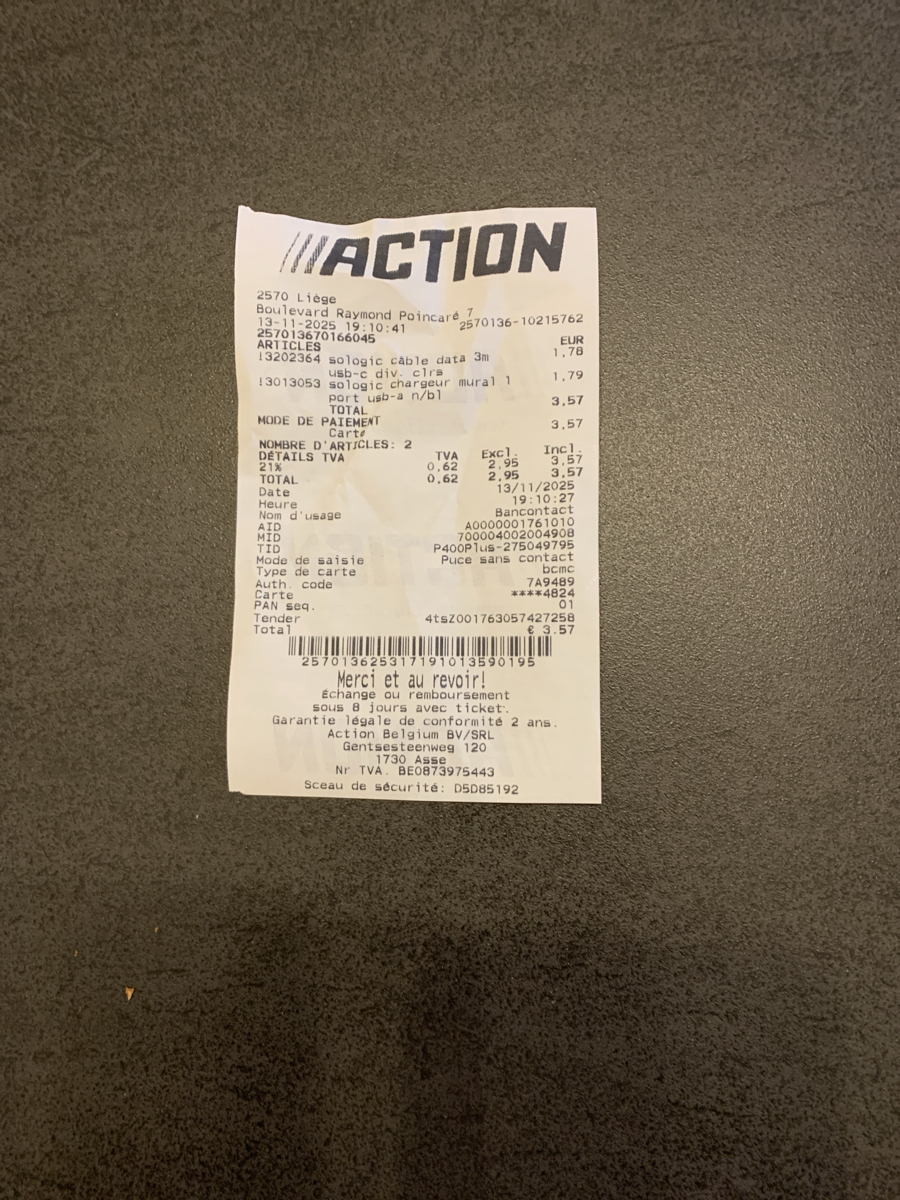 ///ACTION
2570 Liège
Boulevard Raymond Poincaré 7
13-11-2025 19:10:41 2570136-10215762
257013670166045
ARTICLES EUR
!3202364 sologic câble data 3m 1,78
usb-c div. clrs
!3013053 sologic chargeur mural 1 1,79
port usb-a n/bl
TOTAL 3,57
MODE DE PAIEMENT
Carte 3,57
NOMBRE D'ARTICLES: 2
DÉTAILS TVA TVA Excl. Incl.
21% 0,62 2,95 3,57
TOTAL 0,62 2,95 3,57
Date 13/11/2025
Heure 19:10:27
Nom d'usage Bancontact
AID A0000001761010
MID 700004002004908
TID P400Plus-275049795
Mode de saisie Puce sans contact
Type de carte bcmc
Auth. code 7A9489
Carte ****4824
PAN seq. 01
Tender 4tsZ001763057427258
Total € 3.57
2570136253171910135901​95
Merci et au revoir!
Échange ou remboursement
sous 8 jours avec ticket.
Garantie légale de conformité 2 ans.
Action Belgium BV/SRL
Gentsesteenweg 120
1730 Asse
Nr TVA. BE0873975443
Sceau de sécurité: D5D85192